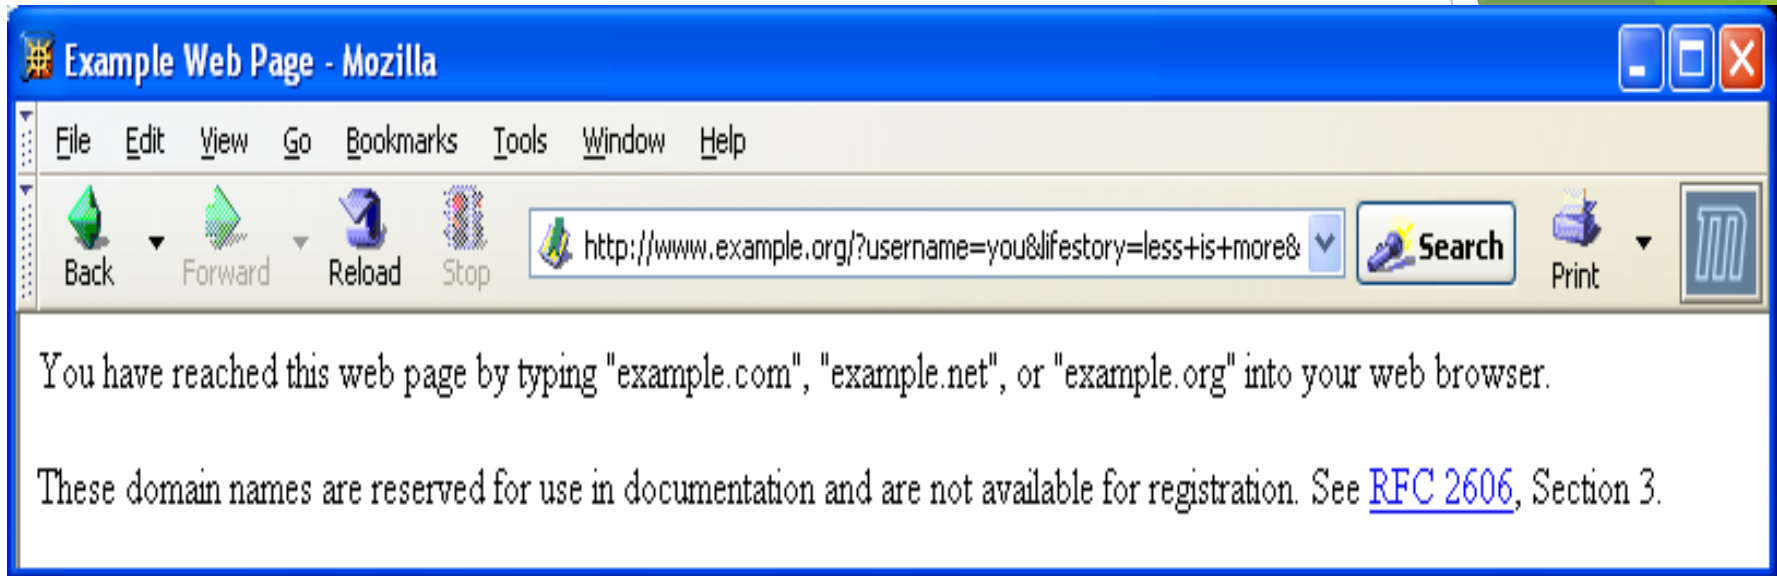 Example Web Page - Mozilla
File Edit View Go Bookmarks Tools Window Help
Back Forward Reload Stop http://www.example.org/?username=you&lifestory=less+is+more& Search Print m
You have reached this web page by typing "example.com", "example.net", or "example.org" into your web browser.
These domain names are reserved for use in documentation and are not available for registration. See RFC 2606, Section 3.